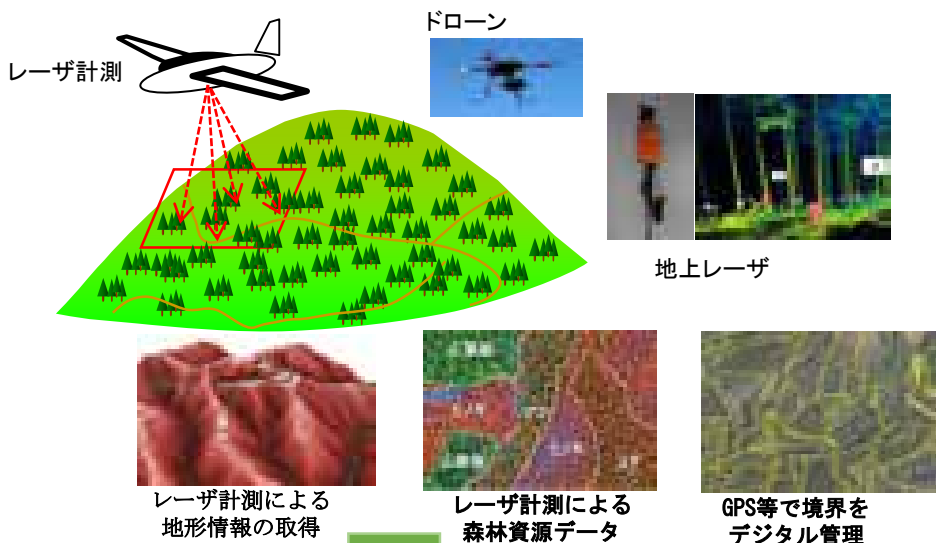 ドローン
レーザ計測
地上レーザ
レーザ計測による
地形情報の取得
レーザ計測による
森林資源データ
GPS等で境界を
デジタル管理